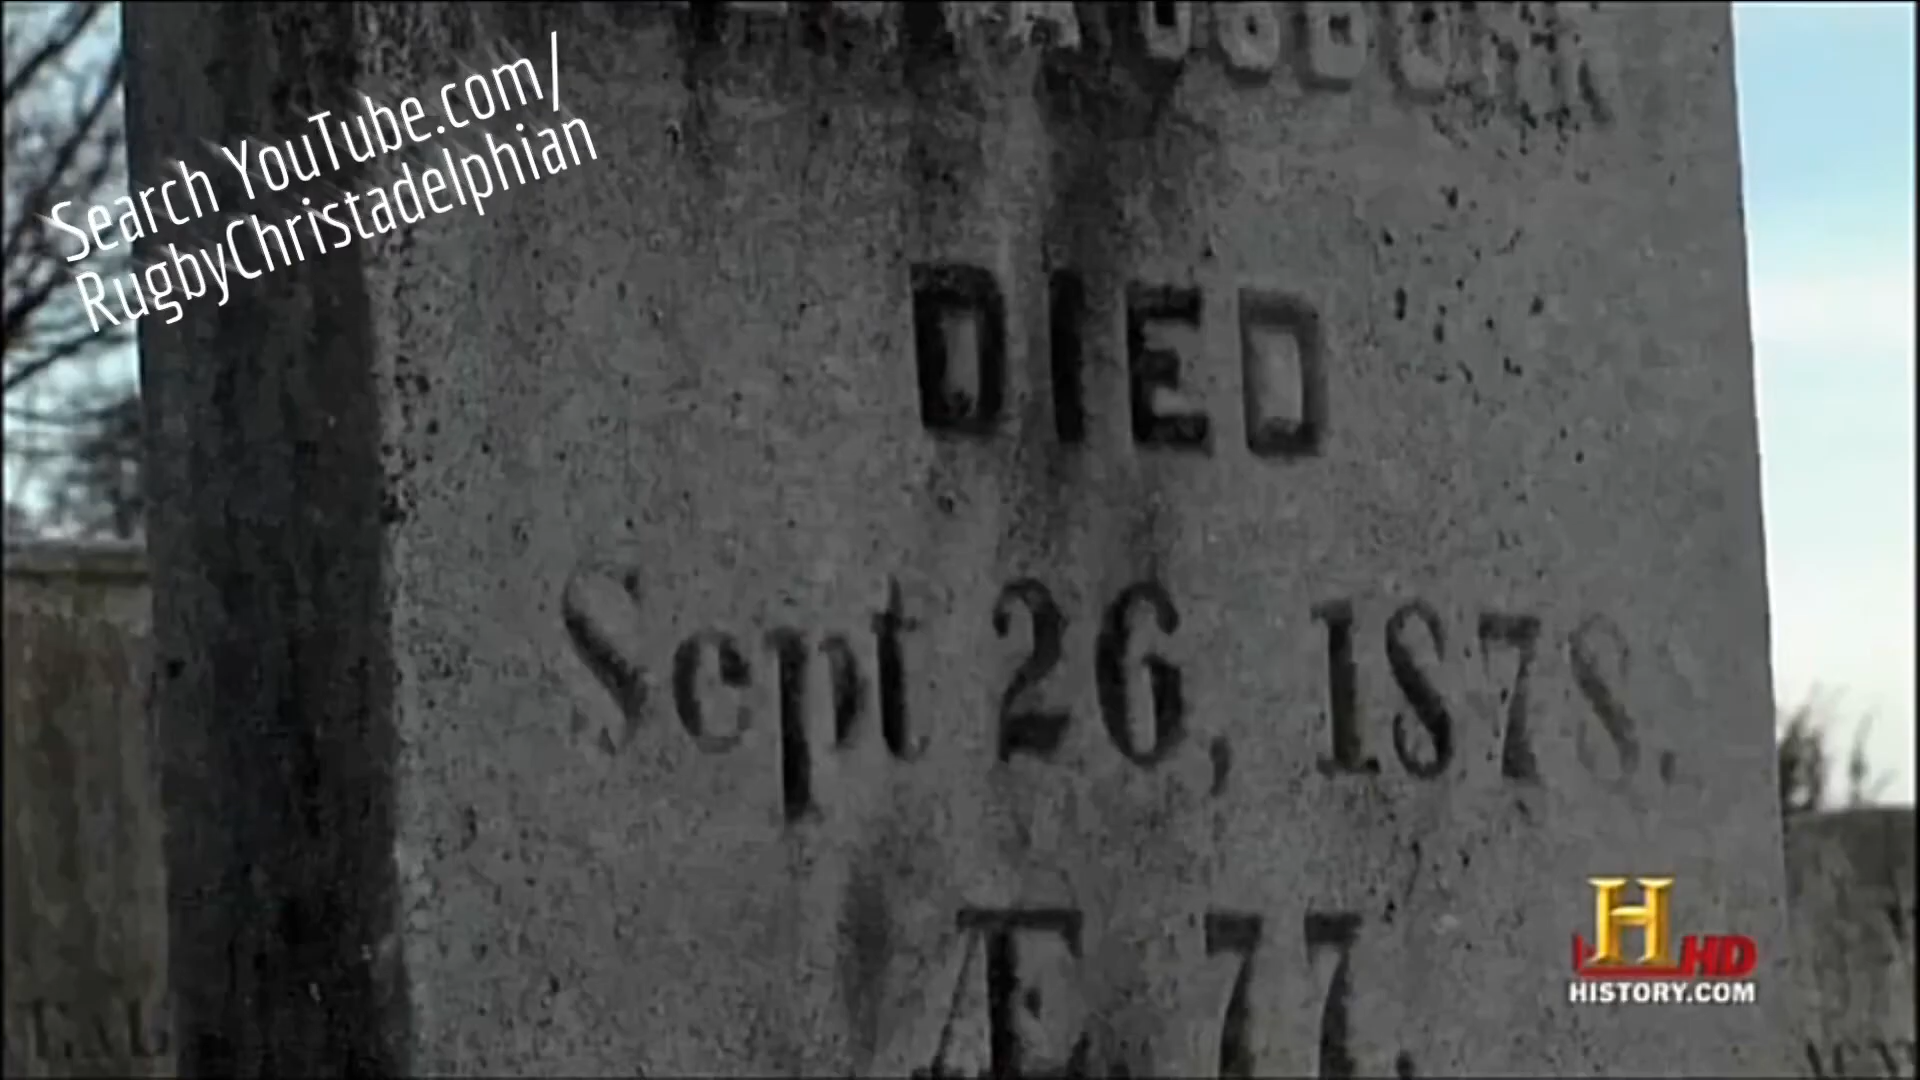 Search YouTube.com/
RugbyChristadelphian
DIED
Sept 26, 1878.
Æ 77.
H HD
HISTORY.COM